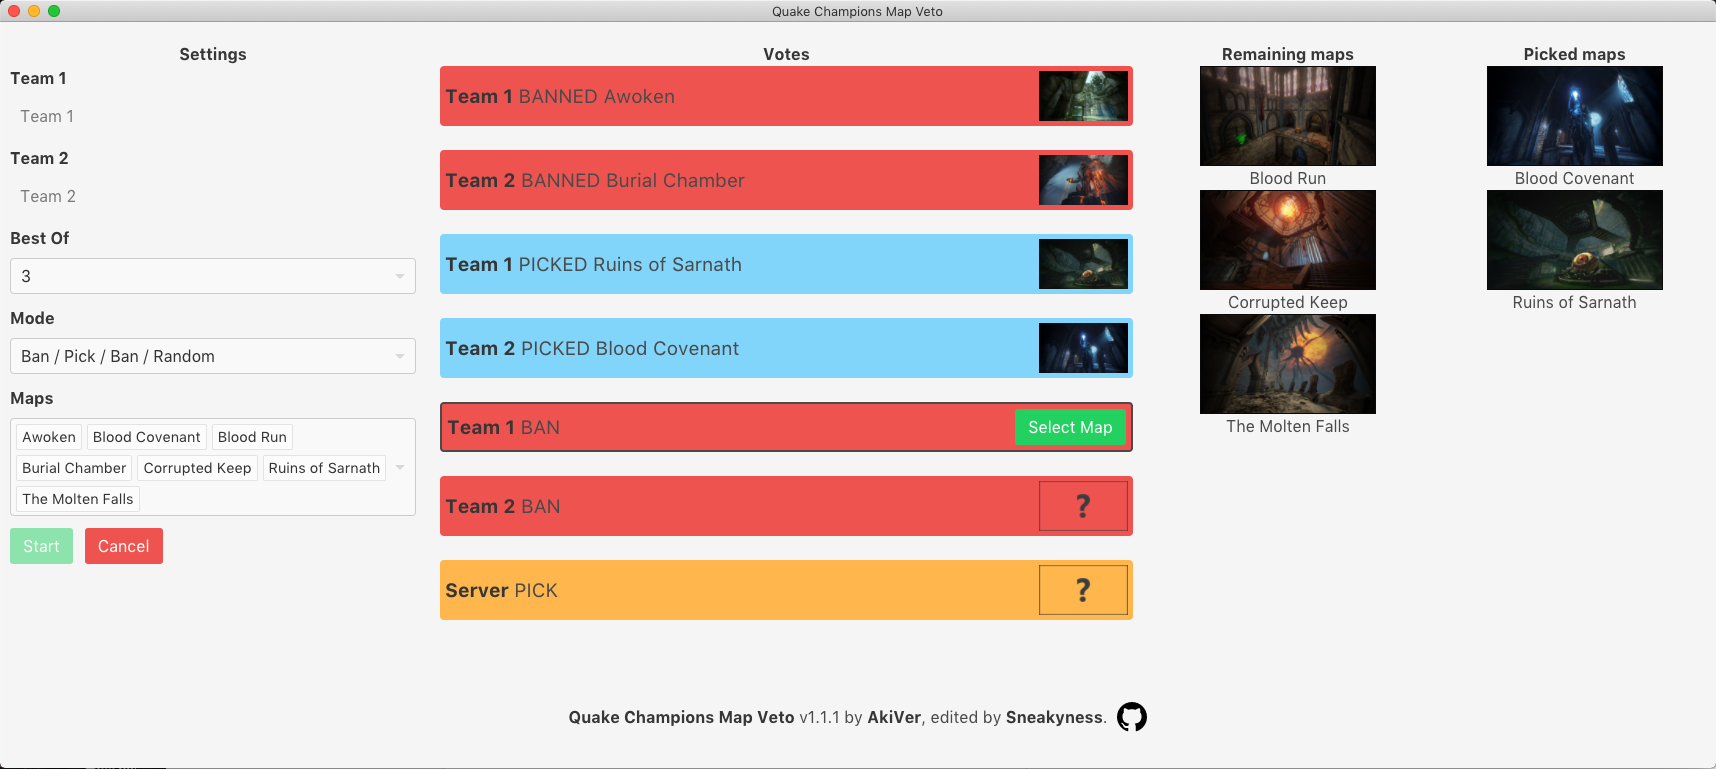 Quake Champions Map Veto
Settings
Team 1
Team 1
Team 2
Team 2
Best Of
3
Mode
Ban / Pick / Ban / Random
Maps
Awoken Blood Covenant Blood Run
Burial Chamber Corrupted Keep Ruins of Sarnath
The Molten Falls
Start Cancel
Votes
Team 1 BANNED Awoken
Team 2 BANNED Burial Chamber
Team 1 PICKED Ruins of Sarnath
Team 2 PICKED Blood Covenant
Team 1 BAN Select Map
Team 2 BAN ?
Server PICK ?
Remaining maps
Blood Run
Corrupted Keep
The Molten Falls
Picked maps
Blood Covenant
Ruins of Sarnath
Quake Champions Map Veto v1.1.1 by AkiVer, edited by Sneakyness.